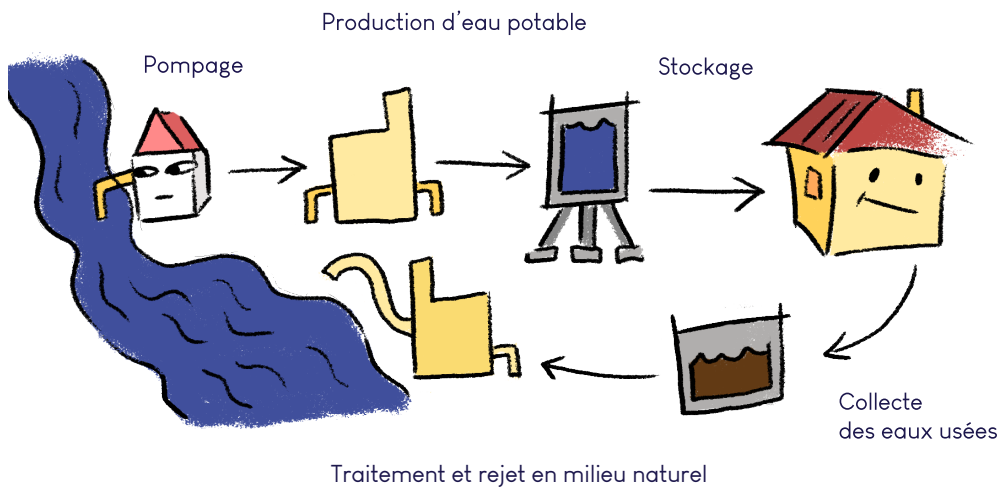 Production d'eau potable
Pompage
Stockage
Collecte
des eaux usées
Traitement et rejet en milieu naturel